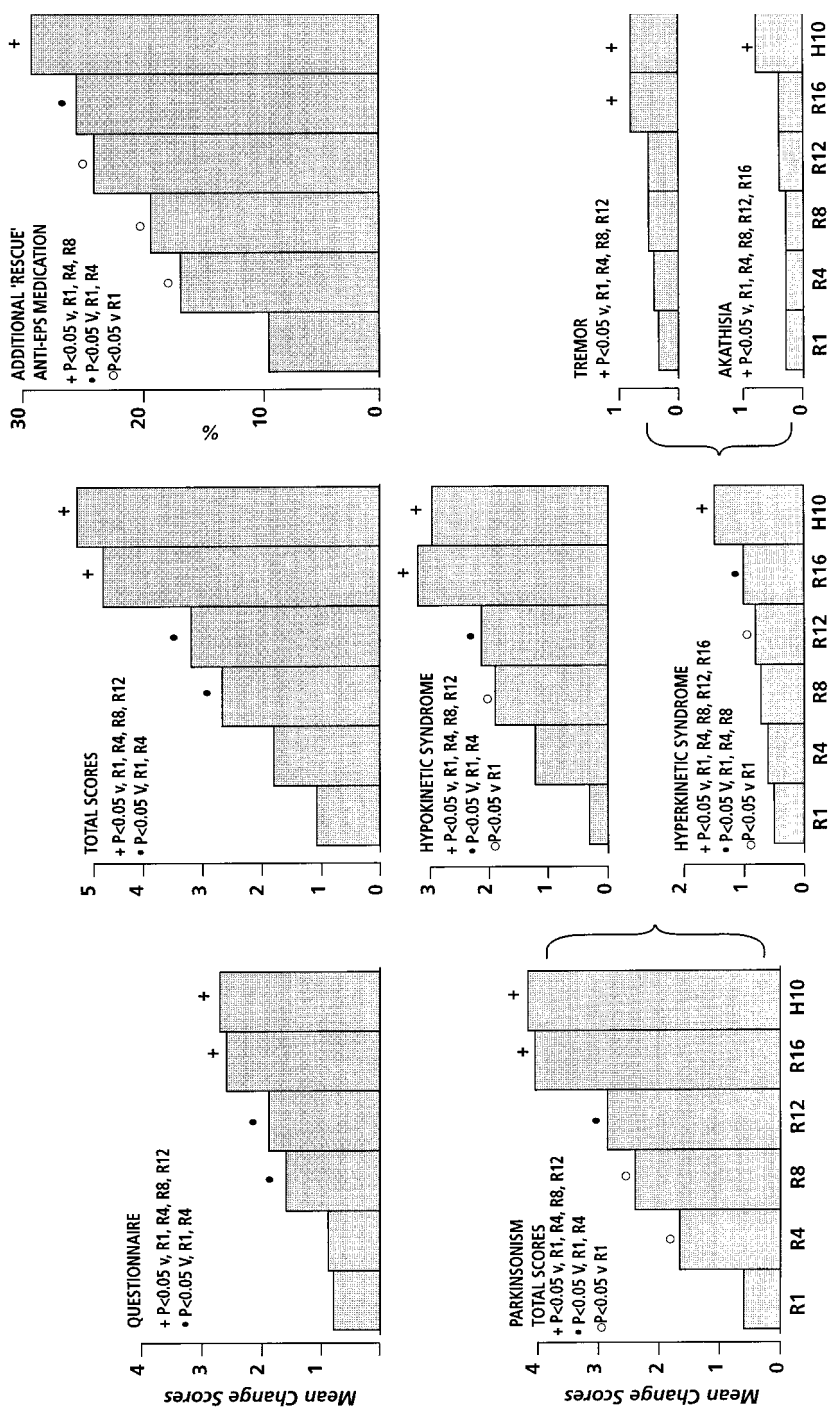 QUESTIONNAIRE
+ P<0.05 v, R1, R4, R8, R12
• P<0.05 V, R1, R4
Mean Change Scores
4
3
2
1
TOTAL SCORES
+ P<0.05 v, R1, R4, R8, R12
• P<0.05 V, R1, R4
5
4
3
2
1
0
ADDITIONAL 'RESCUE'
ANTI-EPS MEDICATION
+ P<0.05 v, R1, R4, R8
• P<0.05 V, R1, R4
○P<0.05 v R1
%
30
20
10
0
PARKINSONISM
TOTAL SCORES
+ P<0.05 v, R1, R4, R8, R12
• P<0.05 V, R1, R4
○P<0.05 v R1
Mean Change Scores
4
3
2
1
0
R1 R4 R8 R12 R16 H10
HYPOKINETIC SYNDROME
+ P<0.05 v, R1, R4, R8, R12
• P<0.05 V, R1, R4
○P<0.05 v R1
3
2
1
0
HYPERKINETIC SYNDROME
+ P<0.05 v, R1, R4, R8, R12, R16
• P<0.05 V, R1, R4, R8
○P<0.05 v R1
2
1
0
R1 R4 R8 R12 R16 H10
TREMOR
+ P<0.05 v, R1, R4, R8, R12
1
0
AKATHISIA
+ P<0.05 v, R1, R4, R8, R12, R16
1
0
R1 R4 R8 R12 R16 H10